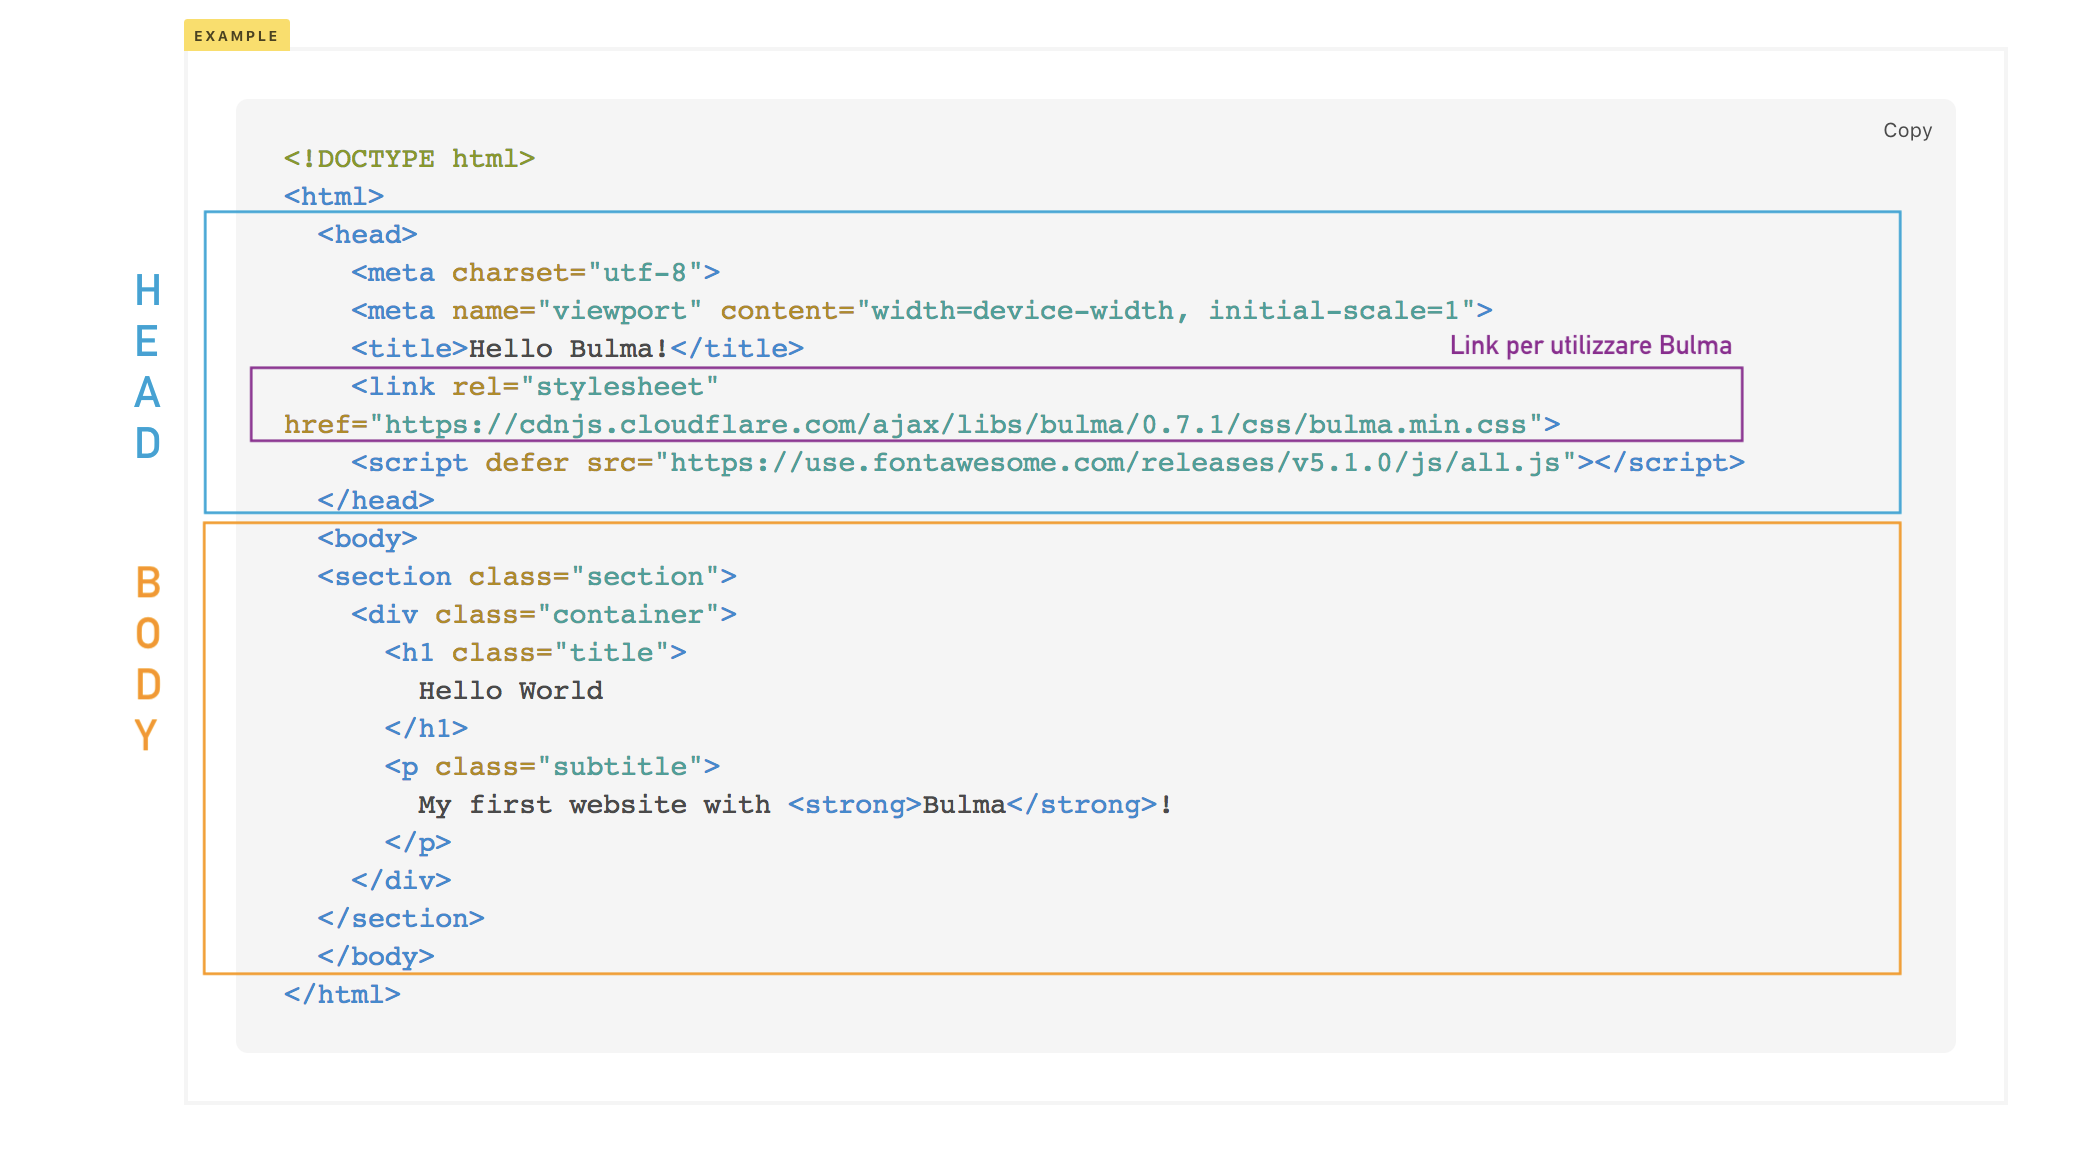 EXAMPLE
Copy
<!DOCTYPE html>
<html>
  <head>
    <meta charset="utf-8">
    <meta name="viewport" content="width=device-width, initial-scale=1">
    <title>Hello Bulma!</title>
Link per utilizzare Bulma
    <link rel="stylesheet"
href="https://cdnjs.cloudflare.com/ajax/libs/bulma/0.7.1/css/bulma.min.css">
    <script defer src="https://use.fontawesome.com/releases/v5.1.0/js/all.js"></script>
  </head>
  <body>
  <section class="section">
    <div class="container">
      <h1 class="title">
        Hello World
      </h1>
      <p class="subtitle">
        My first website with <strong>Bulma</strong>!
      </p>
    </div>
  </section>
  </body>
</html>
HEAD
BODY